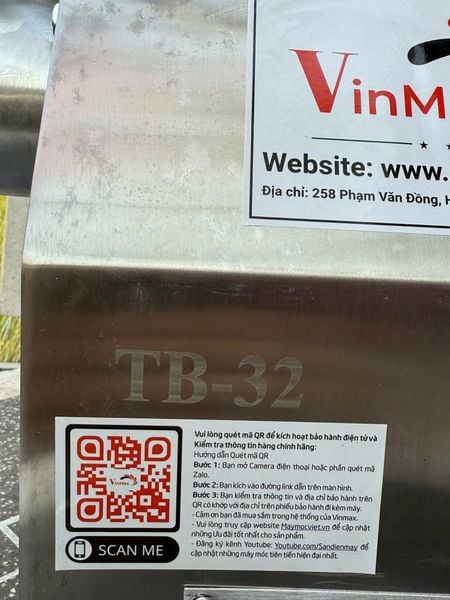 VinM
Website: www.
Địa chỉ: 258 Phạm Văn Đồng, H
TB-32
Vui lòng quét mã QR để kích hoạt bảo hành điện tử và
Kiểm tra thông tin hàng chính hãng:
Hướng dẫn Quét mã QR
Bước 1: Bạn mở Camera điện thoại hoặc phần quét mã
Zalo.
Bước 2: Bạn kích vào đường link dẫn trên màn hình.
Bước 3: Bạn kiểm tra thông tin và địa chỉ bảo hành trên
QR có khớp với địa chỉ trên phiếu bảo hành đi kèm máy.
- Cảm ơn bạn đã mua sắm trong hệ thống của Vinmax.
- Vui lòng truy cập website Maymocviet.vn để cập nhật
những Ưu đãi tốt nhất cho sản phẩm.
- Đăng ký kênh Youtube: Youtube.com/Sandienmay để
cập nhật những máy móc tiên tiến hiện đại nhất.
VinMax
SCAN ME